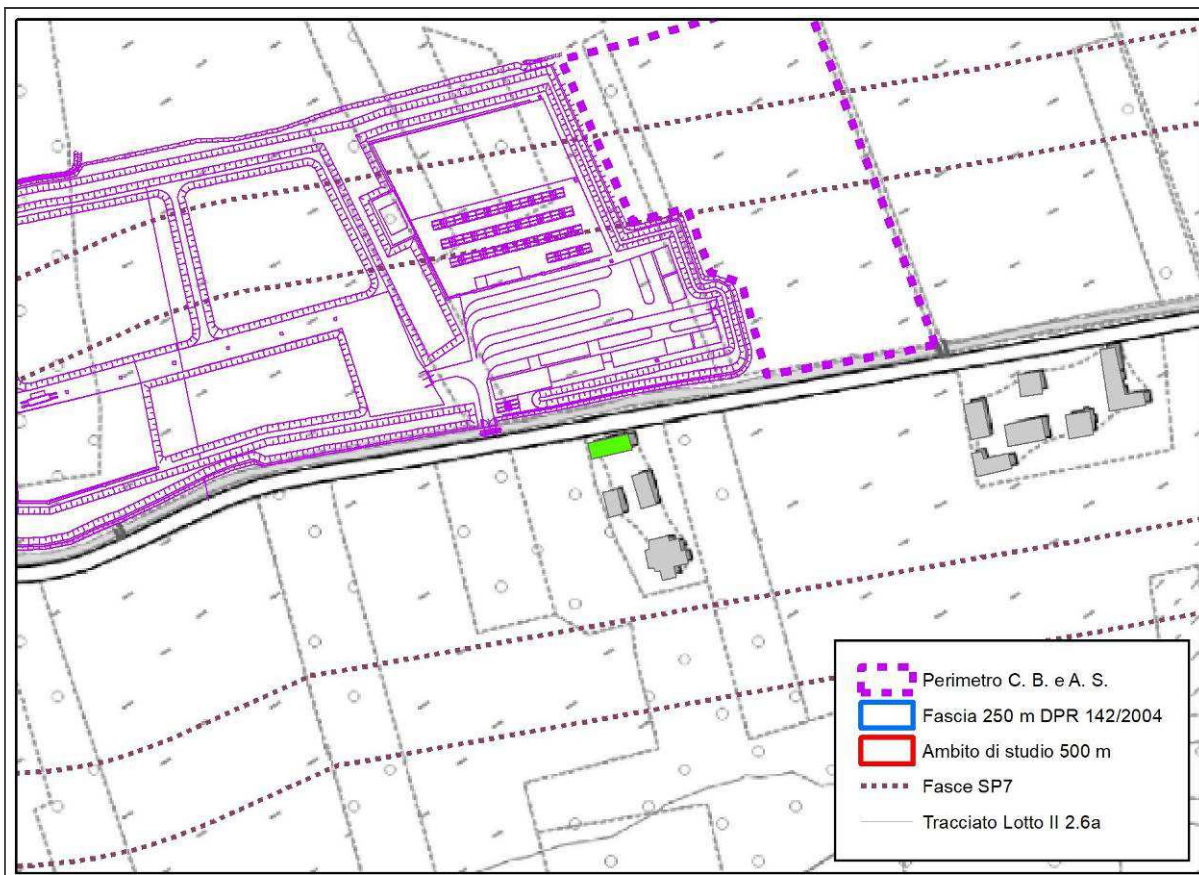 Perimetro C. B. e A. S.
Fascia 250 m DPR 142/2004
Ambito di studio 500 m
Fasce SP7
Tracciato Lotto II 2.6a